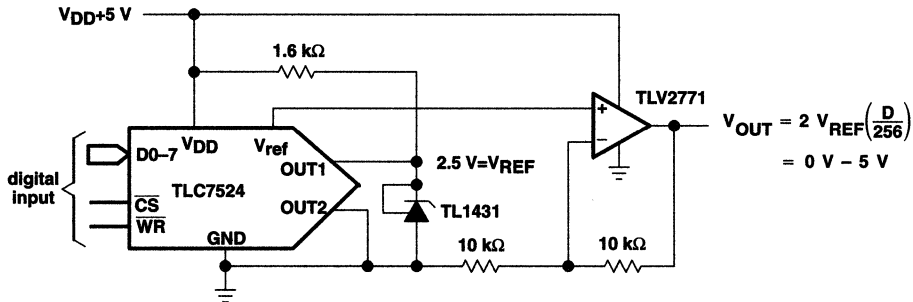 VDD+5 V
1.6 kΩ
TLV2771
+
−
VOUT = 2 VREF(D/256)
= 0 V – 5 V
VDD
Vref
D0–7
OUT1
2.5 V=VREF
digital
input
TLC7524
CS
OUT2
TL1431
WR
GND
10 kΩ
10 kΩ